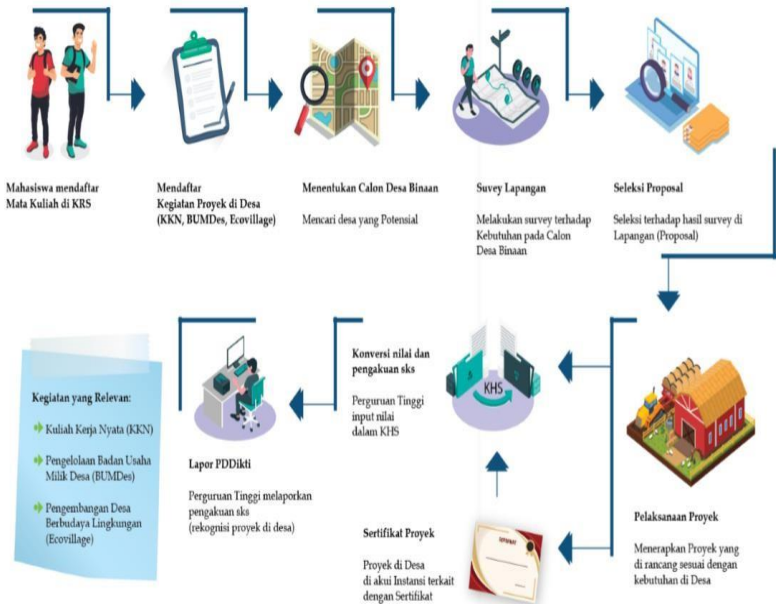 Mahasiswa mendaftar
Mata Kuliah di KRS
Mendaftar
Kegiatan Proyek di Desa
(KKN, BUMDes, Ecovillage)
Menentukan Calon Desa Binaan
Mencari desa yang Potensial
Suvey Lapangan
Melakukan survey terhadap
Kebutuhan pada Calon
Desa Binaan
Seleksi Proposal
Seleksi terhadap hasil survey di
Lapangan (Proposal)
Pelaksanaan Proyek
Menerapkan Proyek yang
di rancang sesuai dengan
kebutuhan di Desa
Sertifikat Proyek
Proyek di Desa
di akui Instansi terkait
dengan Sertifikat
KHS
Konversi nilai dan
pengakuan sks
Perguruan Tinggi
input nilai
dalam KHS
Lapor PDDikti
Perguruan Tinggi melaporkan
pengakuan sks
(rekognisi proyek di desa)
Kegiatan yang Relevan:
Kuliah Kerja Nyata (KKN)
Pengelolaan Badan Usaha
Milik Desa (BUMDes)
Pengembangan Desa
Berbudaya Lingkungan
(Ecovillage)